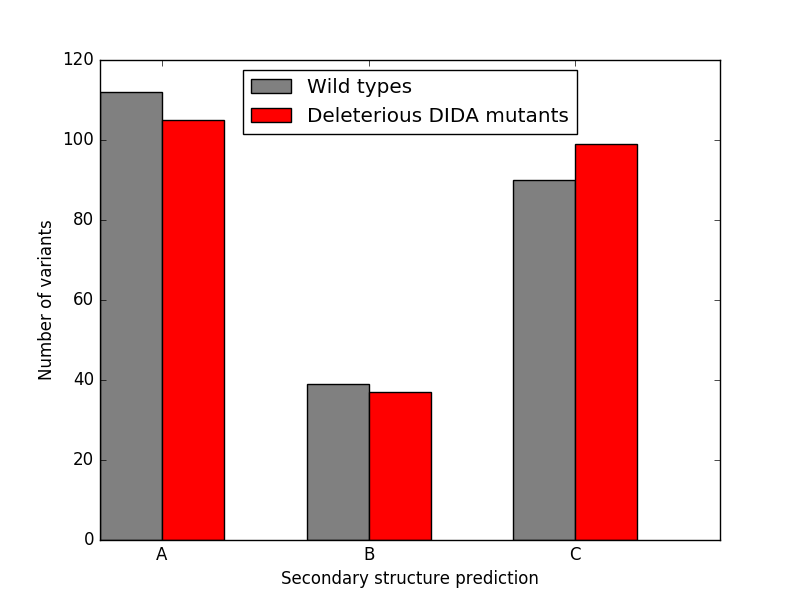 120
100
80
60
40
20
0
Number of variants
Wild types
Deleterious DIDA mutants
A
B
C
Secondary structure prediction